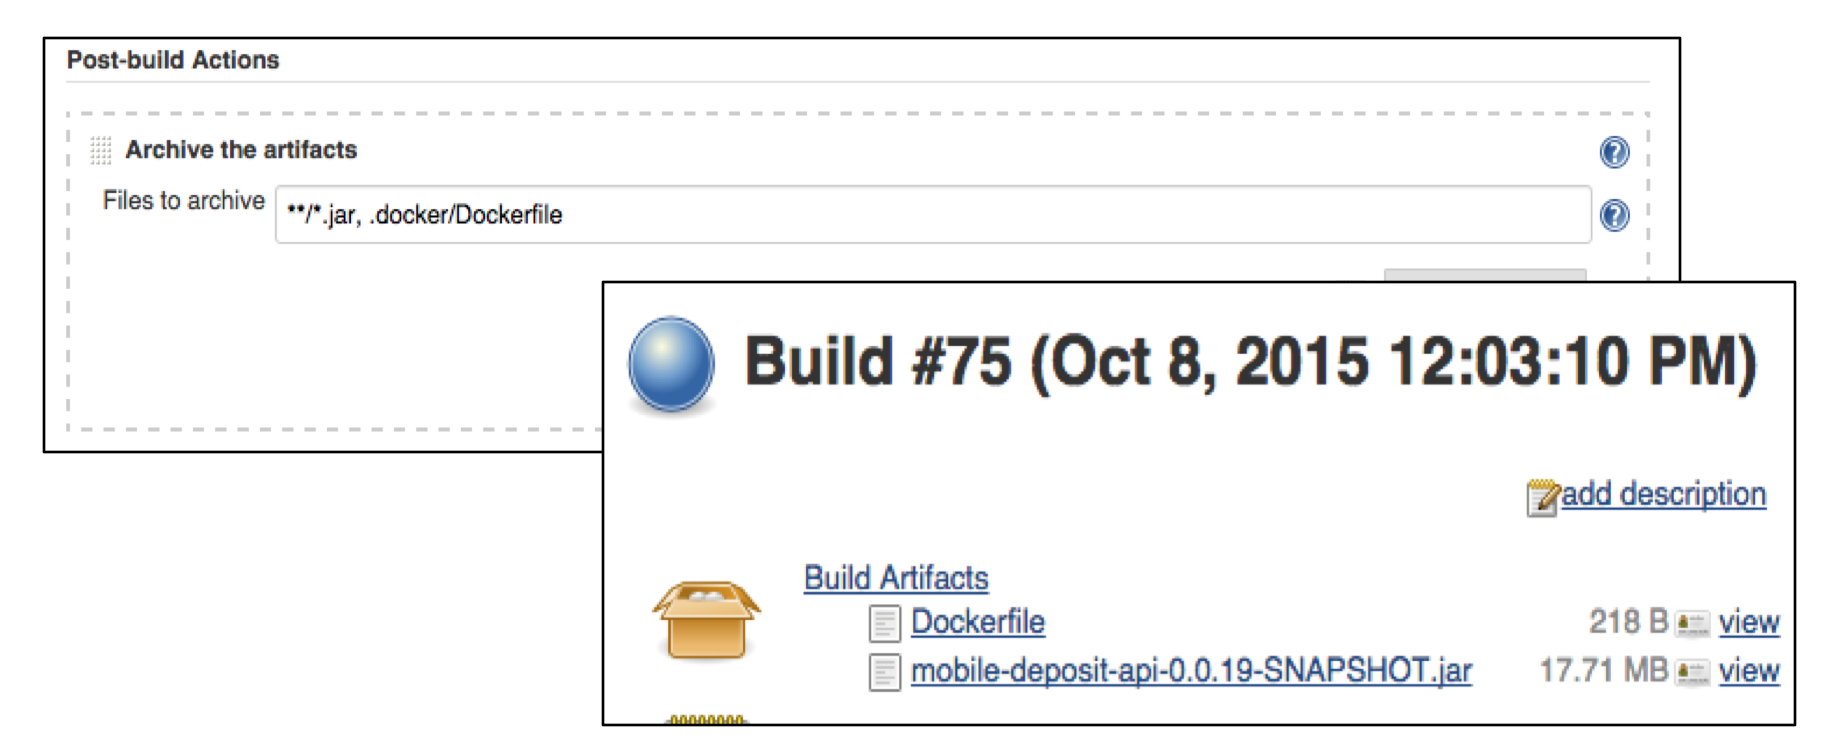 Post-build Actions
Archive the artifacts
?
Files to archive
**/*.jar, .docker/Dockerfile
?
Build #75 (Oct 8, 2015 12:03:10 PM)
add description
Build Artifacts
Dockerfile 218 B view
mobile-deposit-api-0.0.19-SNAPSHOT.jar 17.71 MB view